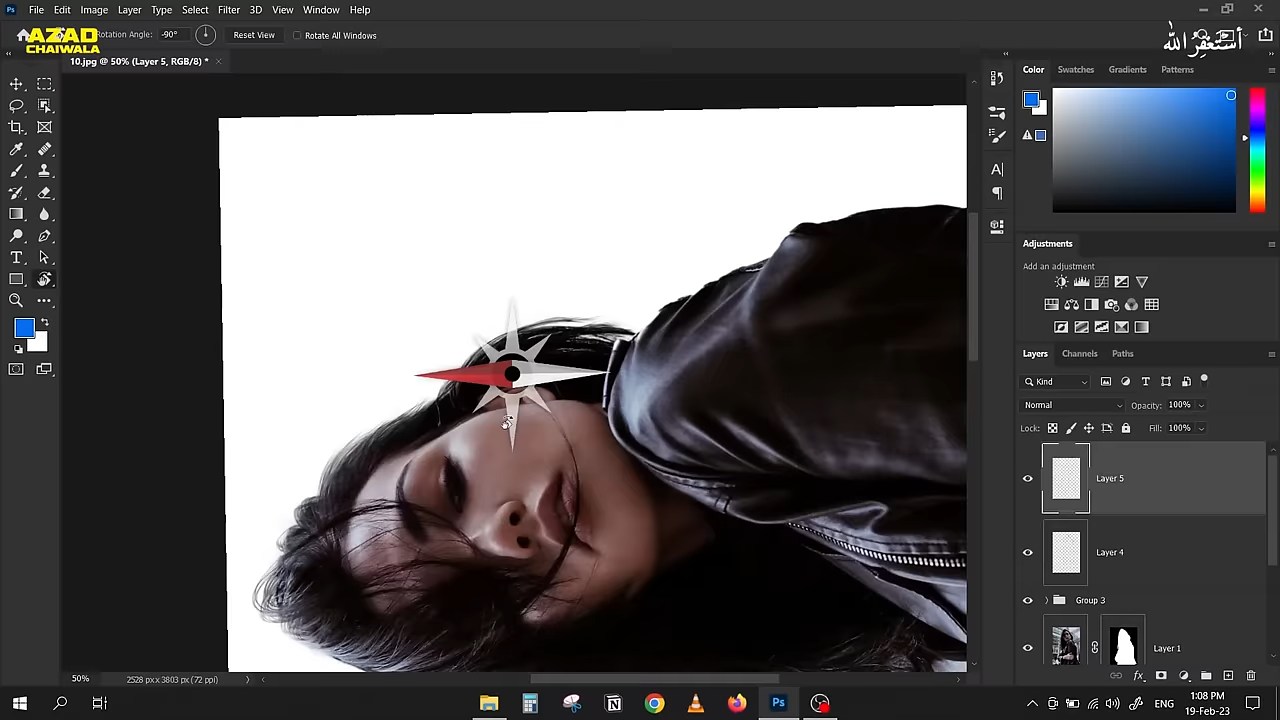 Ps File Edit Image Layer Type Select Filter 3D View Window Help
AZAD
CHAIWALA
Rotation Angle: -90° Reset View Rotate All Windows
أستغفر الله
10.jpg @ 50% (Layer 5, RGB/8) *
Color Swatches Gradients Patterns
Adjustments
Add an adjustment
Layers Channels Paths
Kind
Normal Opacity: 100%
Lock: Fill: 100%
Layer 5
Layer 4
Group 3
Layer 1
50% 2528 px x 3803 px (72 ppi)
Ps ENG 1:08 PM
19-Feb-23